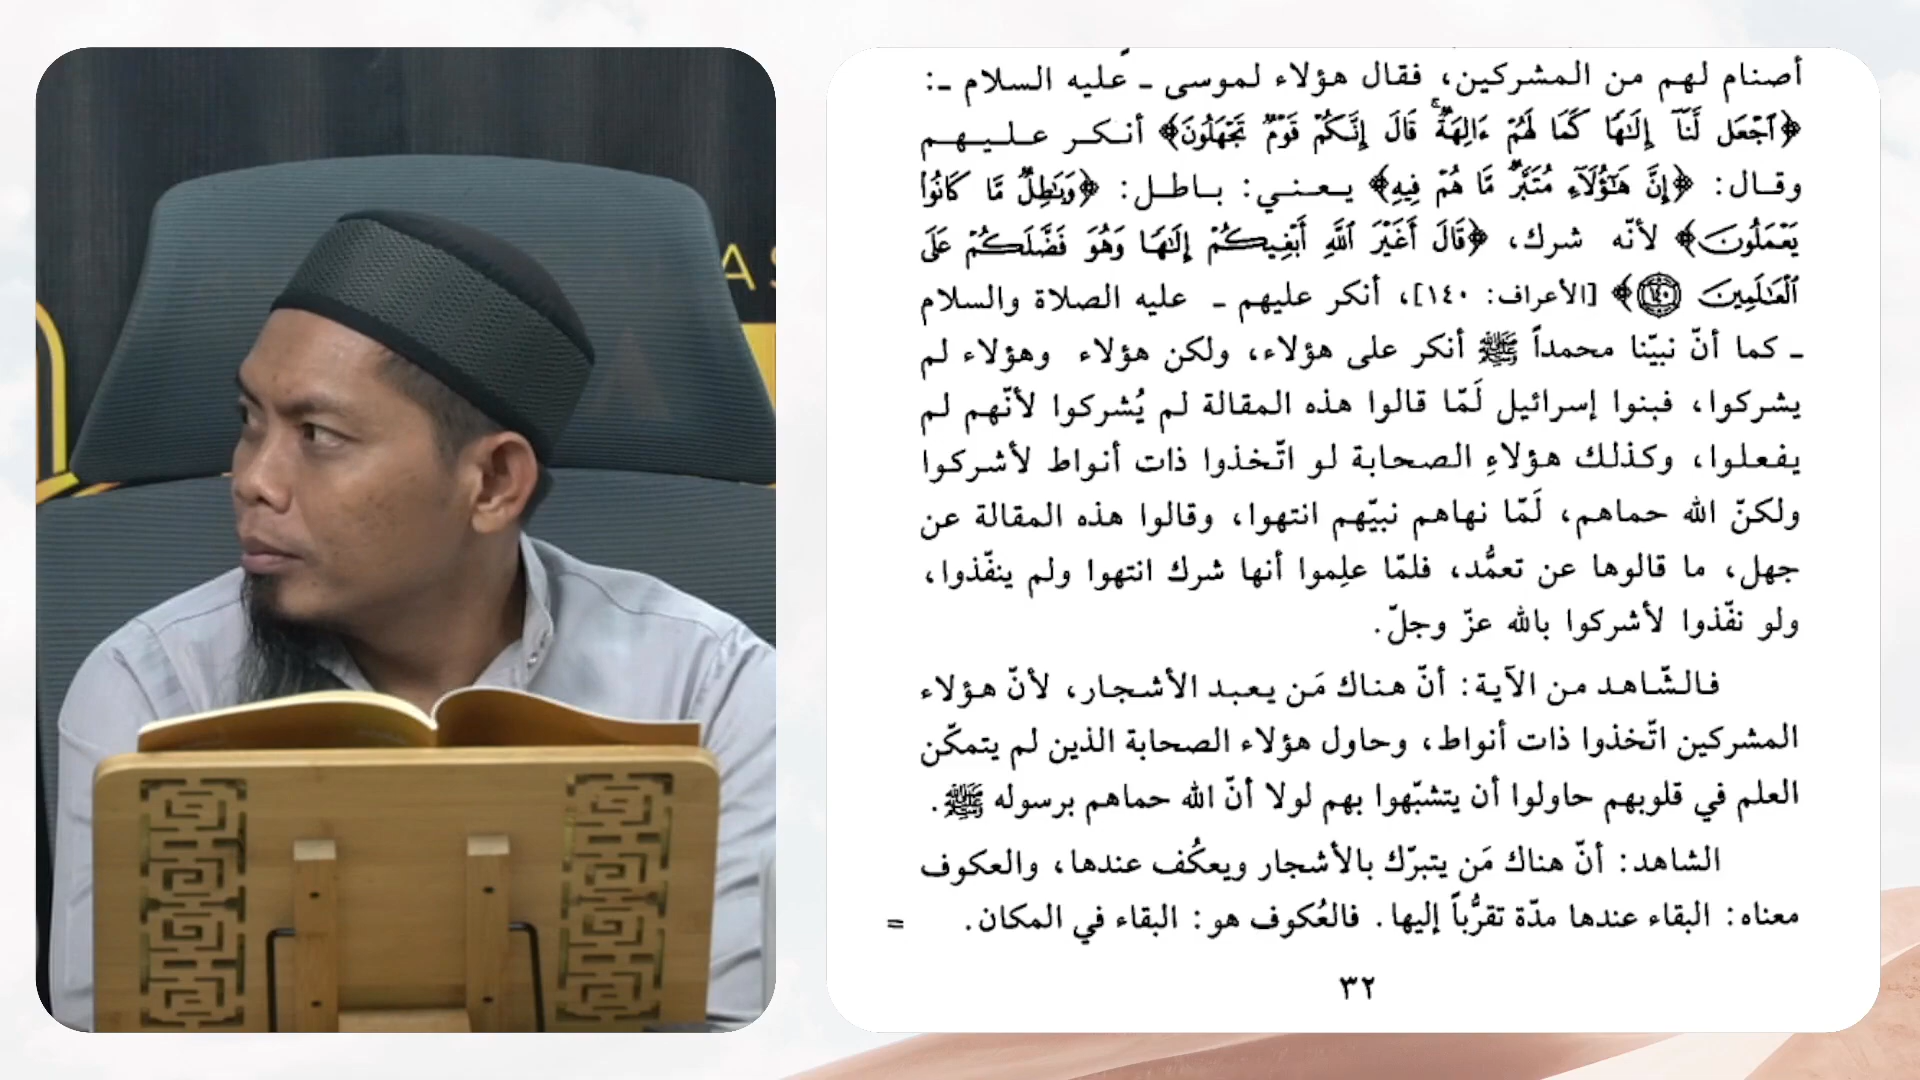 أصنام لهم من المشركين، فقال هؤلاء لموسى ـ عليه السلام ـ:
﴿ٱجۡعَل لَّنَآ إِلَٰهٗا كَمَا لَهُمۡ ءَالِهَةٞۚ قَالَ إِنَّكُمۡ قَوۡمٞ تَجۡهَلُونَ﴾ أنكر عليهم
وقال: ﴿إِنَّ هَٰٓؤُلَآءِ مُتَبَّرٞ مَّا هُمۡ فِيهِ﴾ يعني: باطل: ﴿وَبَٰطِلٞ مَّا كَانُواْ
يَعۡمَلُونَ﴾ لأنّه شرك، ﴿قَالَ أَغَيۡرَ ٱللَّهِ أَبۡغِيكُمۡ إِلَٰهٗا وَهُوَ فَضَّلَكُمۡ عَلَى
ٱلۡعَٰلَمِينَ ١٤٠﴾ [الأعراف: ١٤٠]، أنكر عليهم ـ عليه الصلاة والسلام
ـ كما أنّ نبيّنا محمداً ﷺ أنكر على هؤلاء، ولكن هؤلاء وهؤلاء لم
يشركوا، فبنوا إسرائيل لَمّا قالوا هذه المقالة لم يُشركوا لأنّهم لم
يفعلوا، وكذلك هؤلاءِ الصحابة لو اتّخذوا ذات أنواط لأشركوا
ولكنّ الله حماهم، لَمّا نهاهم نبيّهم انتهوا، وقالوا هذه المقالة عن
جهل، ما قالوها عن تعمُّد، فلمّا علِموا أنها شرك انتهوا ولم ينفّذوا،
ولو نفّذوا لأشركوا بالله عزّ وجلّ.
فالشّاهد من الآية: أنّ هناك مَن يعبد الأشجار، لأنّ هؤلاء
المشركين اتّخذوا ذات أنواط، وحاول هؤلاء الصحابة الذين لم يتمكّن
العلم في قلوبهم حاولوا أن يتشبّهوا بهم لولا أنّ الله حماهم برسوله ﷺ.
الشاهد: أنّ هناك مَن يتبرّك بالأشجار ويعكُف عندها، والعكوف
معناه: البقاء عندها مدّة تقرُّباً إليها. فالعُكوف هو: البقاء في المكان. =
٣٢